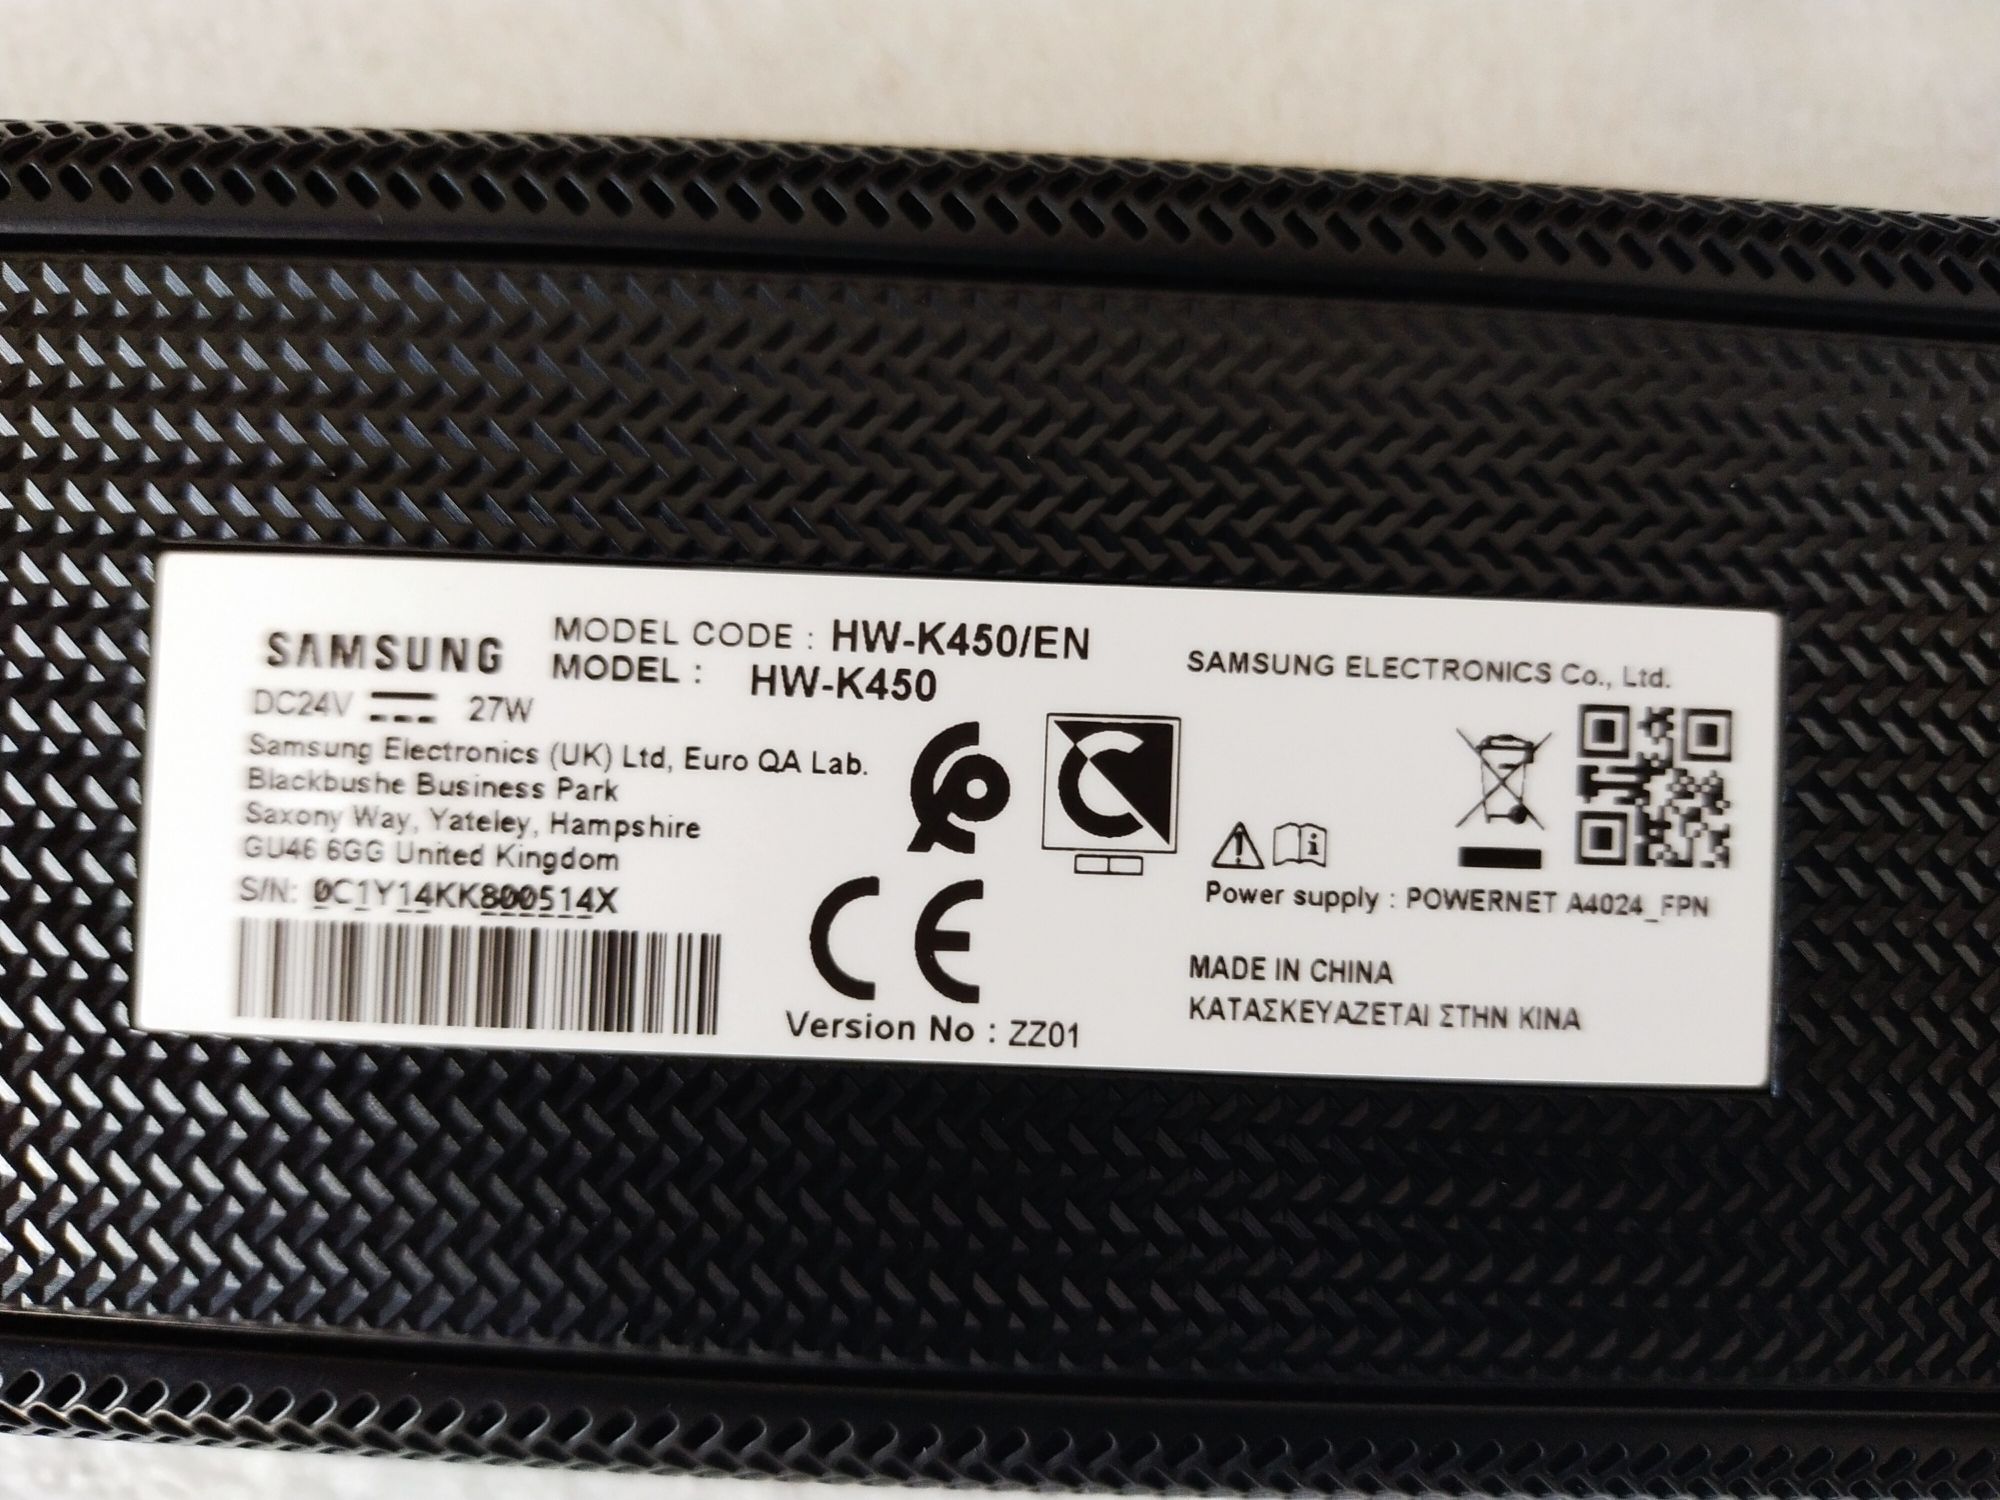 SAMSUNG
MODEL CODE : HW-K450/EN
MODEL : HW-K450
DC24V 27W
Samsung Electronics (UK) Ltd, Euro QA Lab.
Blackbushe Business Park
Saxony Way, Yateley, Hampshire
GU46 6GG United Kingdom
S/N: 0C1Y14KK800514X
CE
Version No : ZZ01
SAMSUNG ELECTRONICS Co., Ltd.
Power supply : POWERNET A4024_FPN
MADE IN CHINA
ΚΑΤΑΣΚΕΥΑΖΕΤΑΙ ΣΤΗΝ ΚΙΝΑ